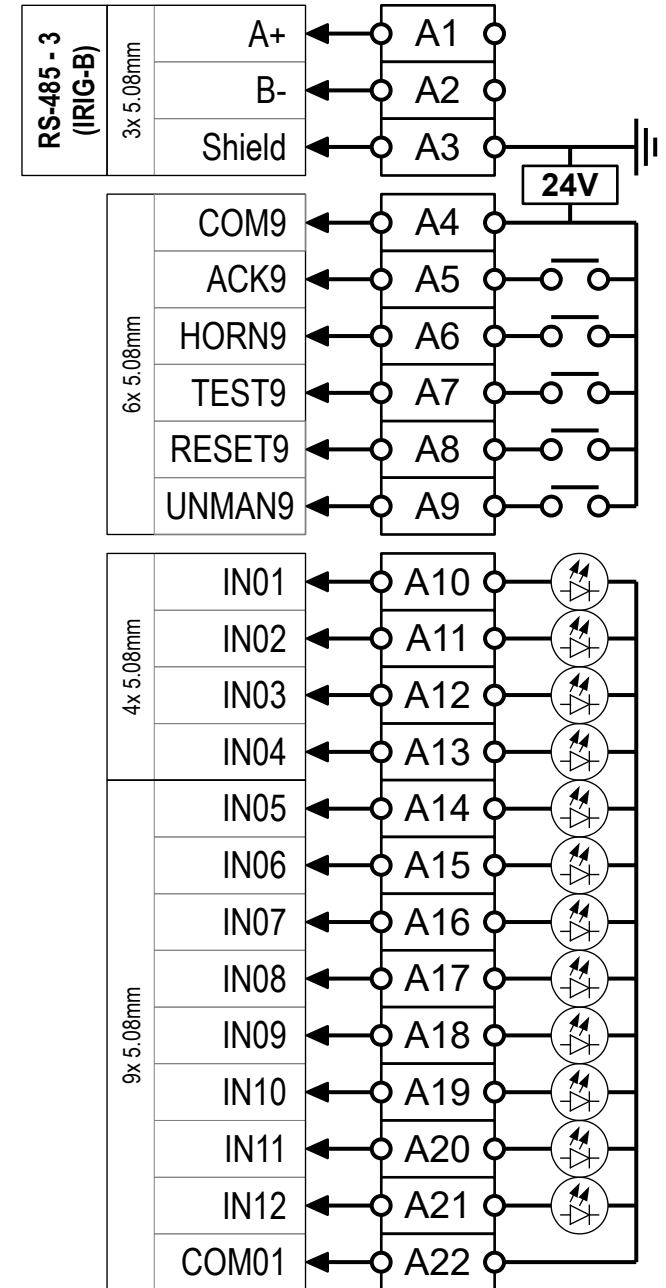 RS-485 - 3
(IRIG-B)
3x 5.08mm
A+ A1
B- A2
Shield A3
24V
6x 5.08mm
COM9 A4
ACK9 A5
HORN9 A6
TEST9 A7
RESET9 A8
UNMAN9 A9
4x 5.08mm
IN01 A10
IN02 A11
IN03 A12
IN04 A13
9x 5.08mm
IN05 A14
IN06 A15
IN07 A16
IN08 A17
IN09 A18
IN10 A19
IN11 A20
IN12 A21
COM01 A22